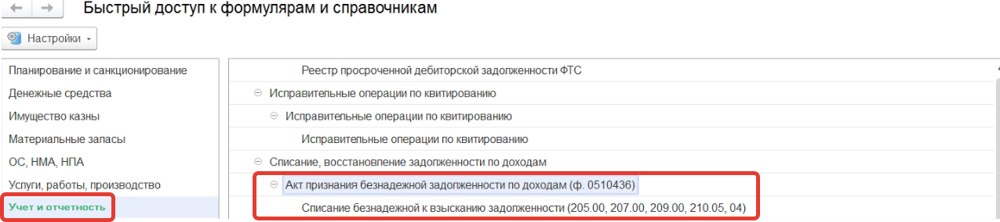 Быстрый доступ к формулярам и справочникам
Настройки
Планирование и санкционирование
Денежные средства
Имущество казны
Материальные запасы
ОС, НМА, НПА
Услуги, работы, производство
Учет и отчетность
Реестр просроченной дебиторской задолженности ФТС
Исправительные операции по квитированию
Исправительные операции по квитированию
Исправительные операции по квитированию
Списание, восстановление задолженности по доходам
Акт признания безнадежной задолженности по доходам (ф. 0510436)
Списание безнадежной к взысканию задолженности (205.00, 207.00, 209.00, 210.05, 04)